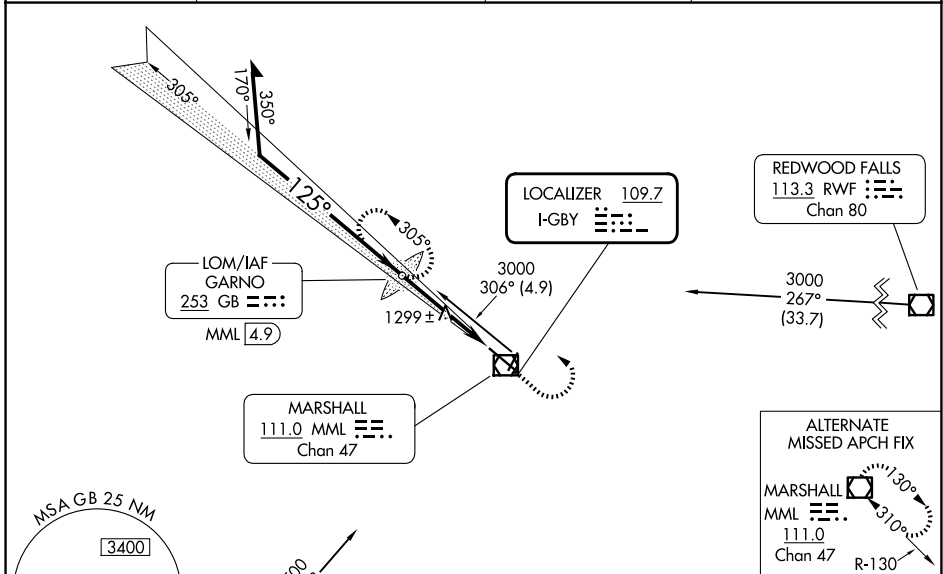 305°
170°
350°
125°
305°
LOCALIZER 109.7
I-GBY
REDWOOD FALLS
113.3 RWF
Chan 80
LOM/IAF
GARNO
253 GB
MML 4.9
3000
306° (4.9)
3000
267°
(33.7)
1299 ±
MARSHALL
111.0 MML
Chan 47
ALTERNATE
MISSED APCH FIX
MARSHALL
MML
111.0
Chan 47
130°
310°
R-130
MSA GB 25 NM
3400